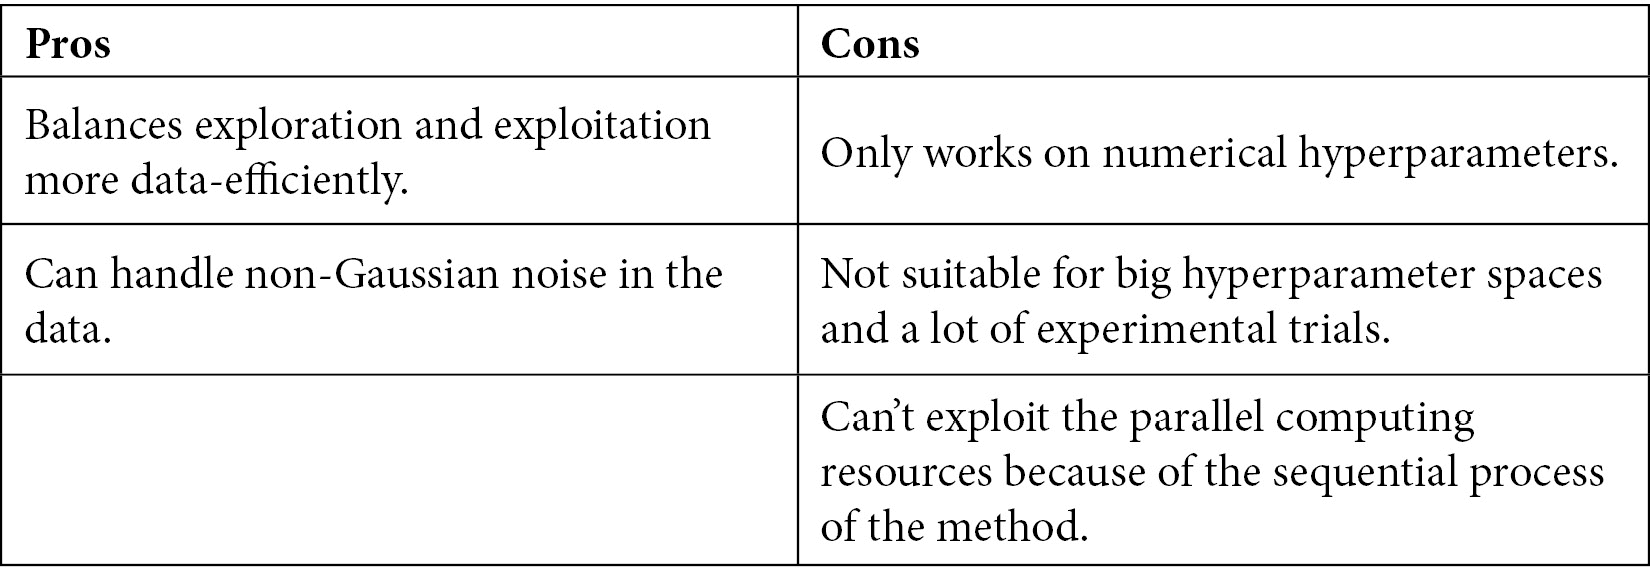 Pros
Cons
Balances exploration and exploitation
more data-efficiently.
Only works on numerical hyperparameters.
Can handle non-Gaussian noise in the
data.
Not suitable for big hyperparameter spaces
and a lot of experimental trials.
Can’t exploit the parallel computing
resources because of the sequential process
of the method.